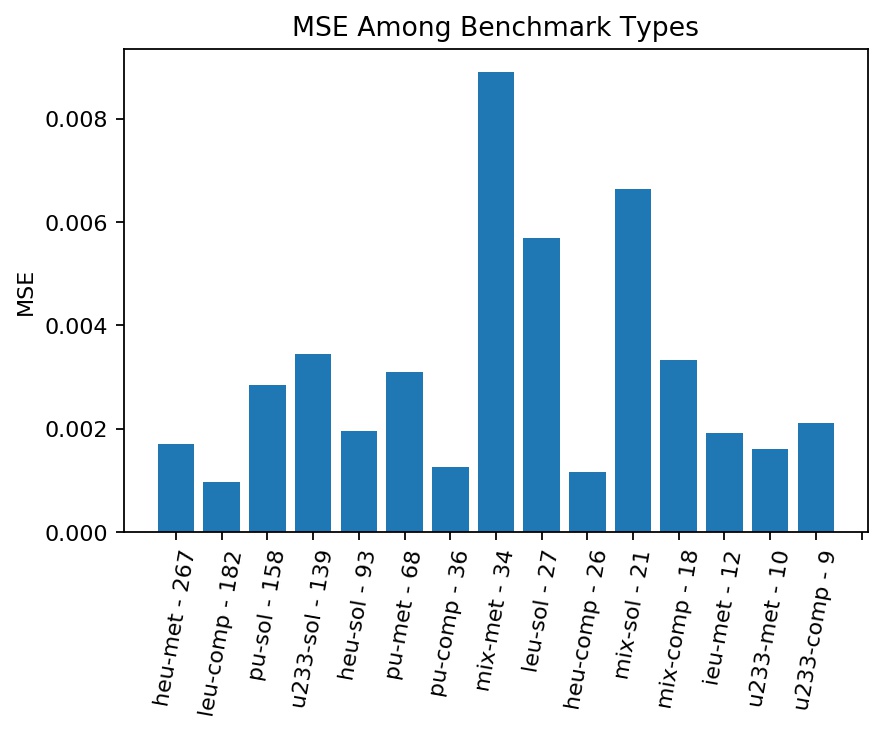 MSE Among Benchmark Types
MSE
0.008
0.006
0.004
0.002
0.000
heu-met - 267
leu-comp - 182
pu-sol - 158
u233-sol - 139
heu-sol - 93
pu-met - 68
pu-comp - 36
mix-met - 34
leu-sol - 27
heu-comp - 26
mix-sol - 21
mix-comp - 18
ieu-met - 12
u233-met - 10
u233-comp - 9